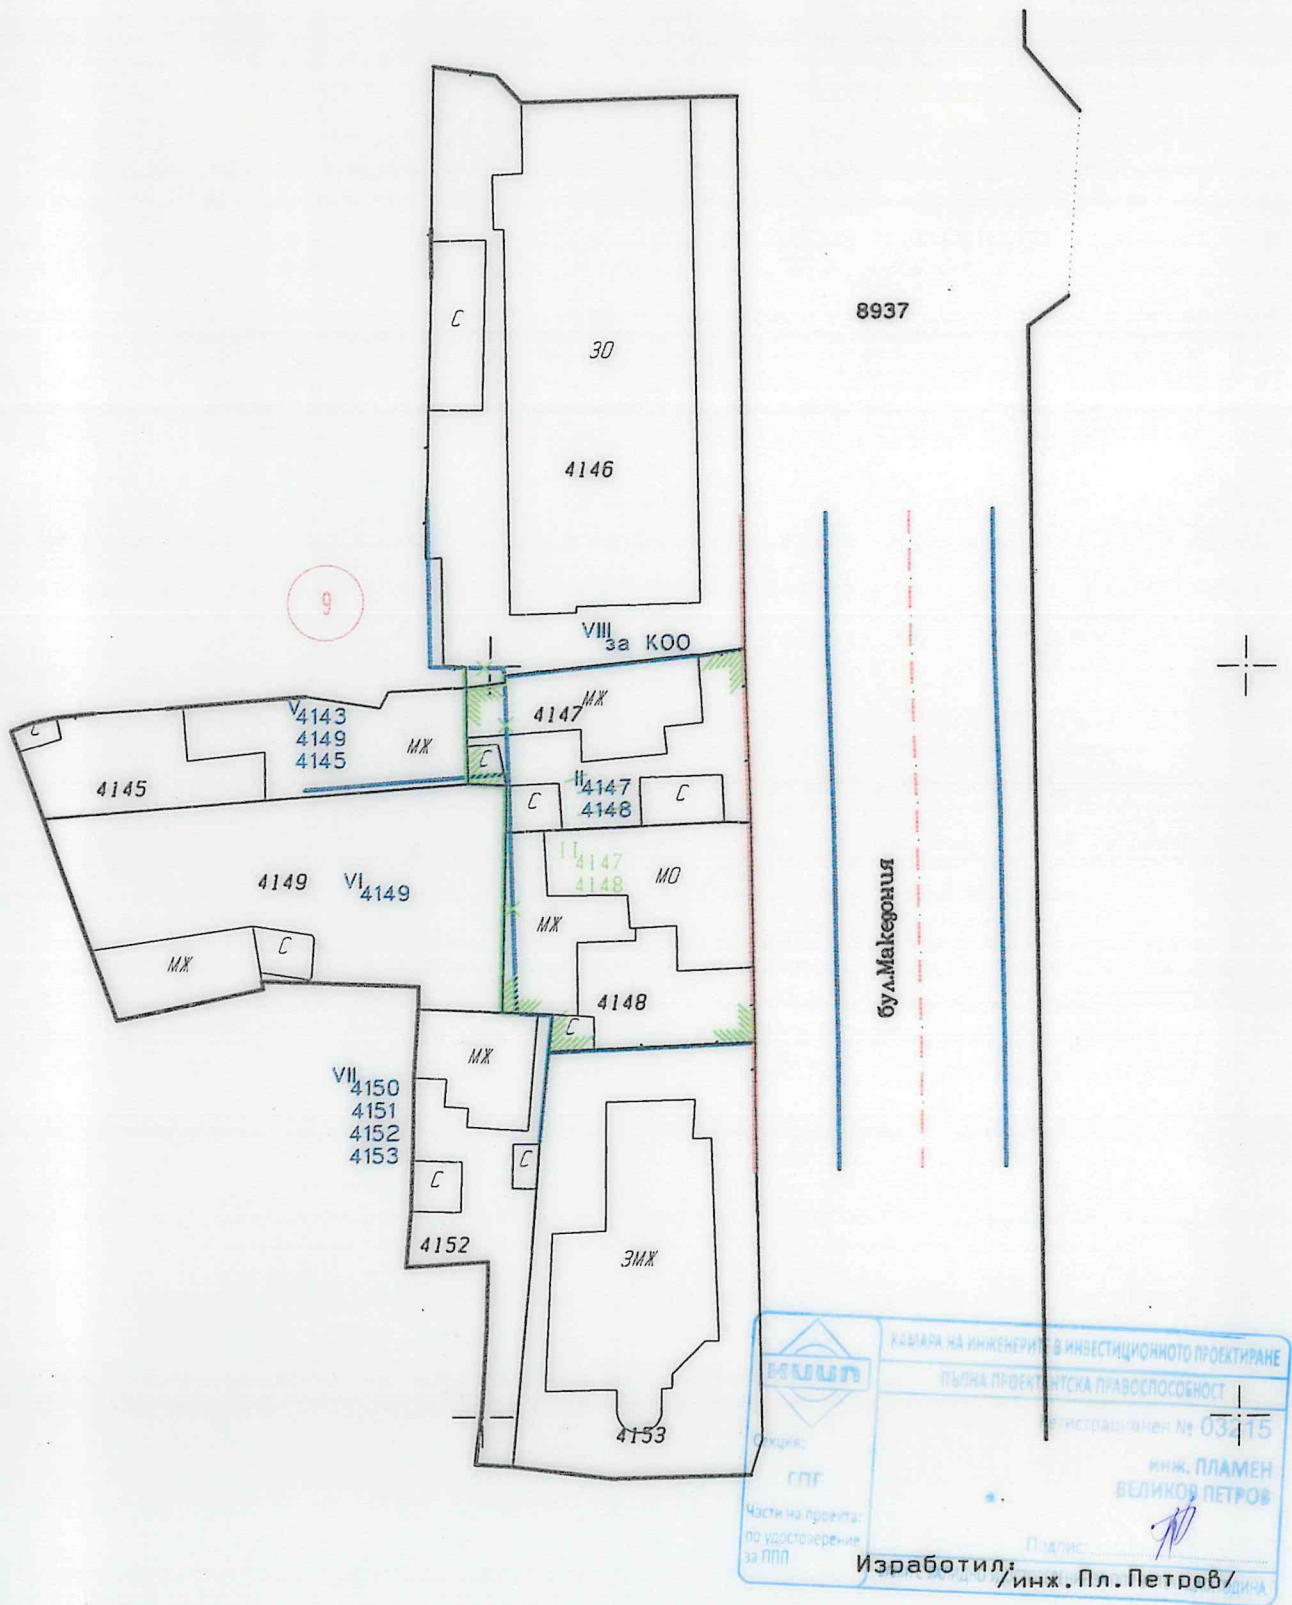 8937
С
ЗО
4146
9
VIII за КОО
МЖ
4147
V 4143
4149
4145
МЖ
С
4145
С
II 4147
4148
С
С
II 4147
4148
МО
4149
VI 4149
МЖ
С
МЖ
4148
С
бул.Македония
МЖ
VII 4150
4151
4152
4153
С
С
4152
ЗМЖ
4153
КИИП
КАМАРА НА ИНЖЕНЕРИТЕ В ИНВЕСТИЦИОННОТО ПРОЕКТИРАНЕ
ПЪЛНА ПРОЕКТАНТСКА ПРАВОСПОСОБНОСТ
Регистрационен № 03215
Секция:
ГПГ
инж. ПЛАМЕН
ВЕЛИКОВ ПЕТРОВ
Части на проекта:
по удостоверение
за ППП
Подпис:
Изработил:
/инж.Пл.Петров/